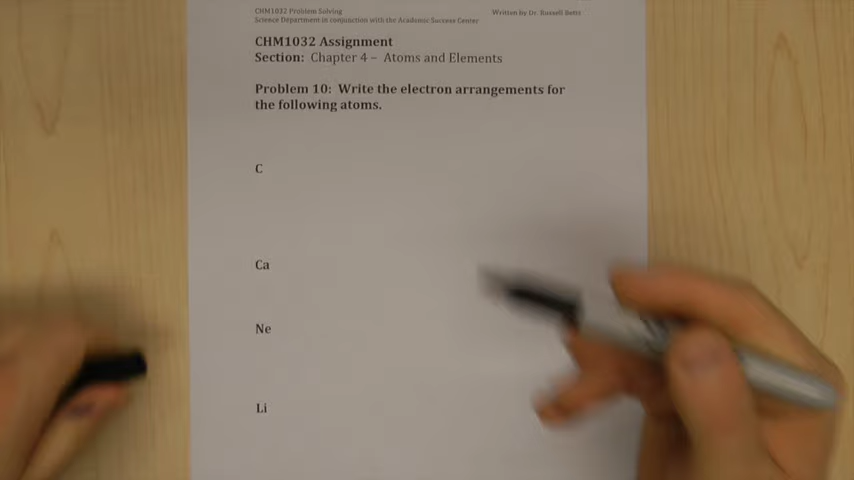 CHM1032 Problem Solving
Written by Dr. Russell Betts
Science Department in conjunction with the Academic Success Center
CHM1032 Assignment
Section: Chapter 4 – Atoms and Elements
Problem 10: Write the electron arrangements for
the following atoms.
C
Ca
Ne
Li